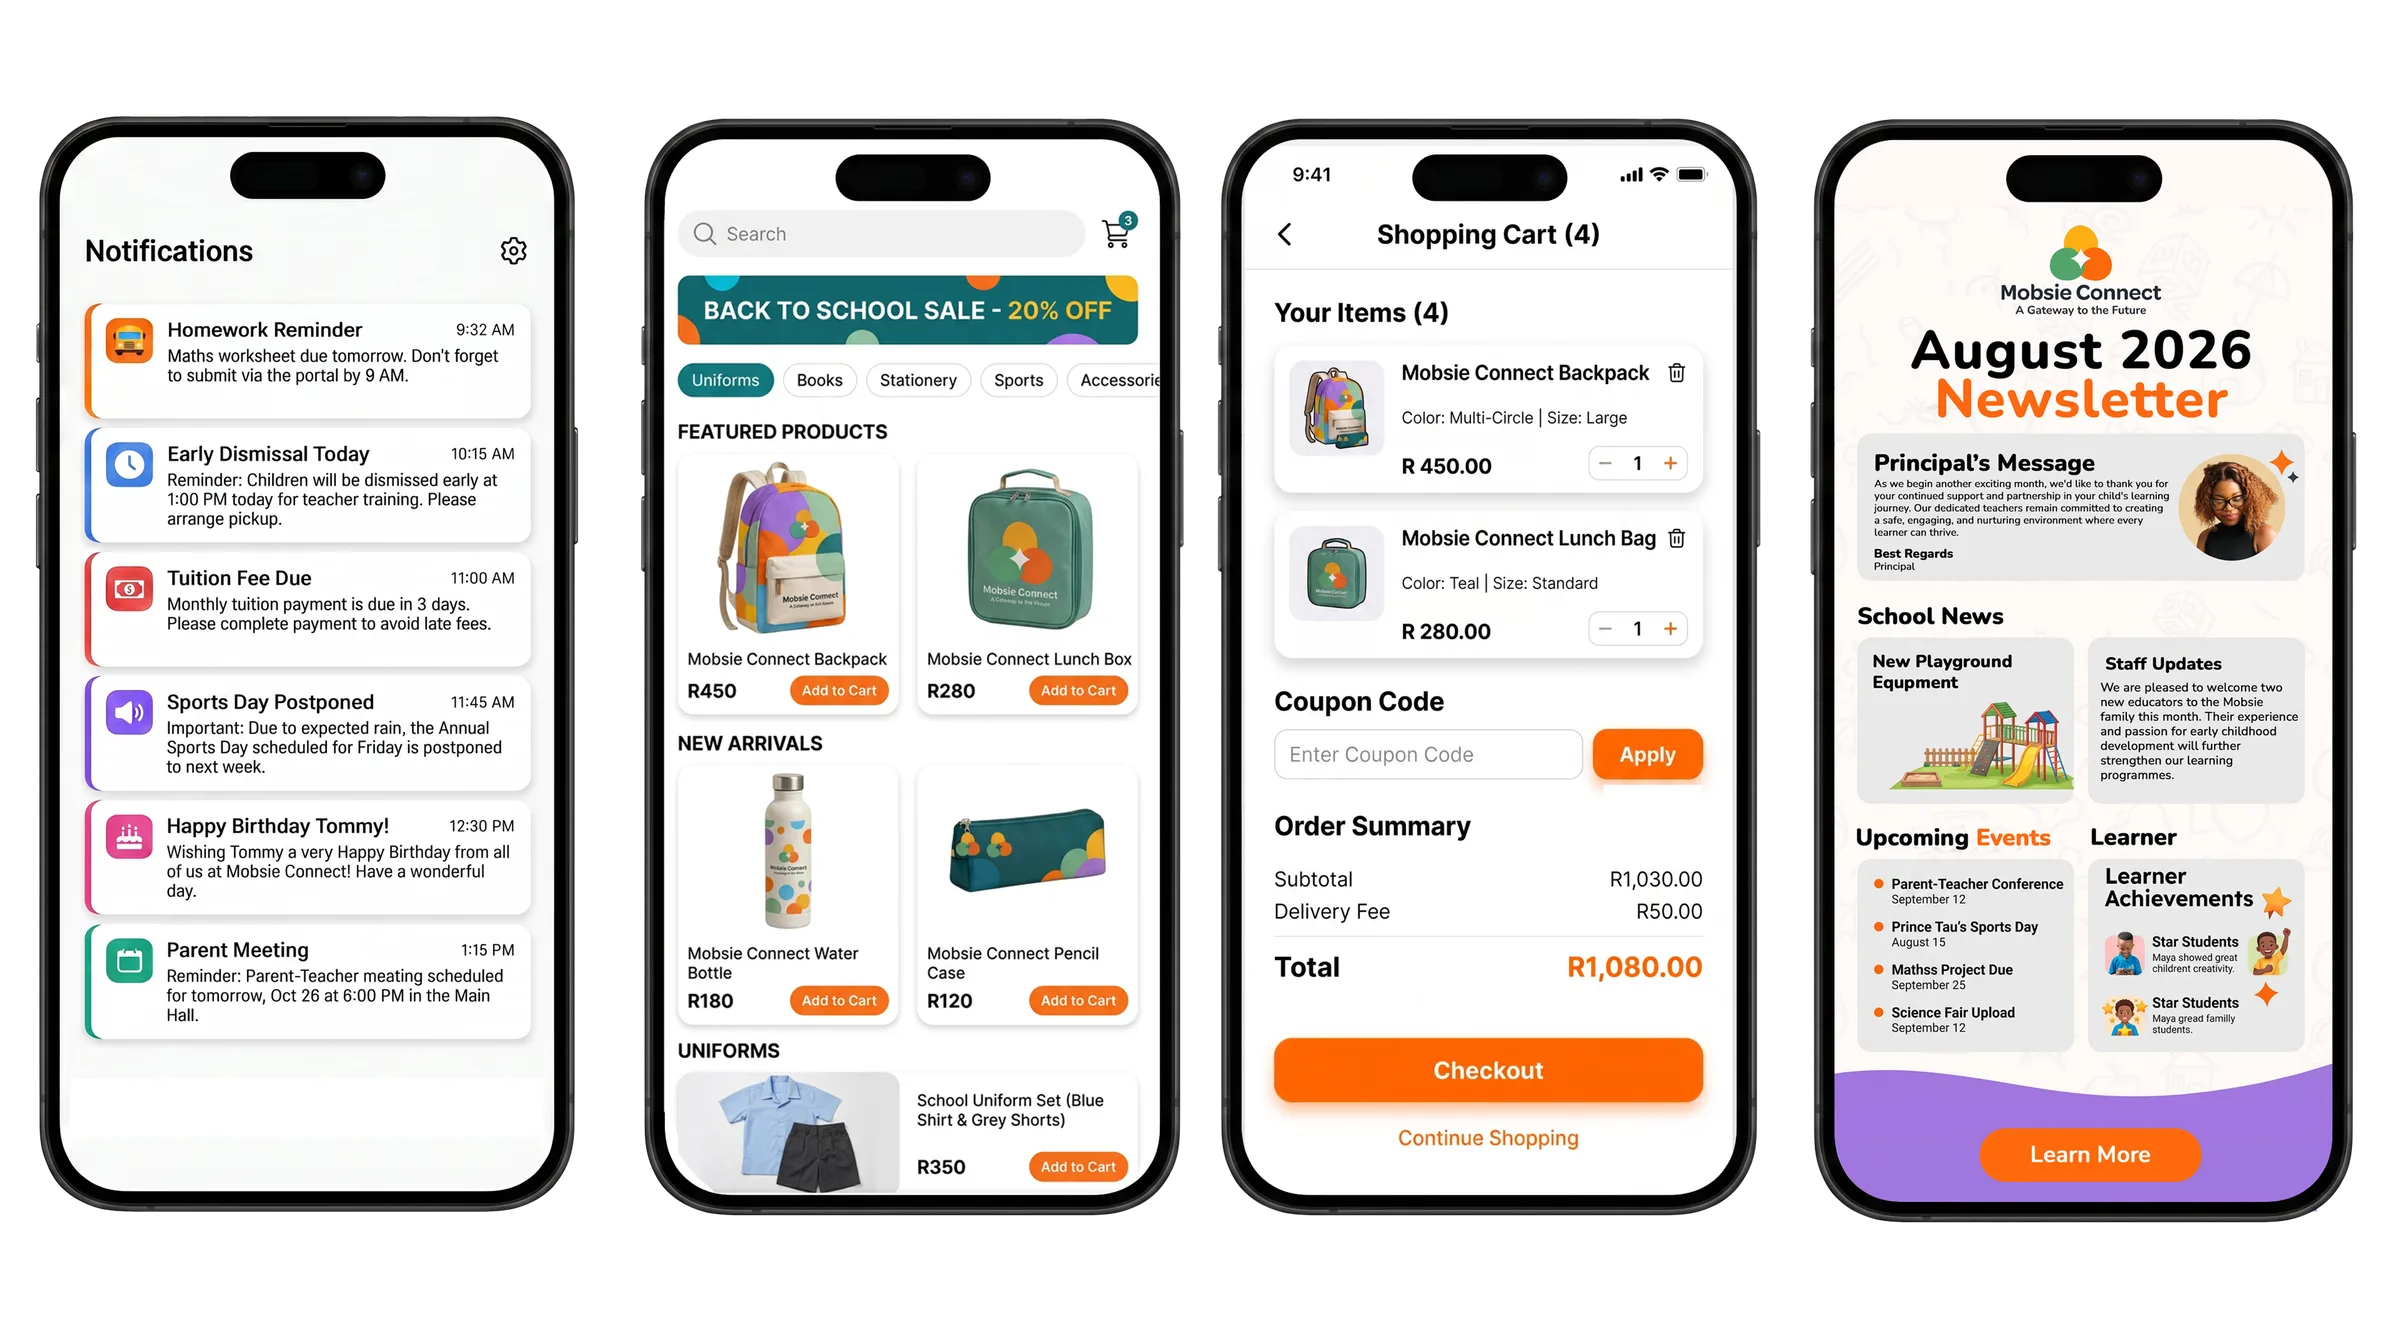 Notifications
Homework Reminder
9:32 AM
Maths worksheet due tomorrow. Don't forget
to submit via the portal by 9 AM.
Early Dismissal Today
10:15 AM
Reminder: Children will be dismissed early at
1:00 PM today for teacher training. Please
arrange pickup.
Tuition Fee Due
11:00 AM
Monthly tuition payment is due in 3 days.
Please complete payment to avoid late fees.
Sports Day Postponed
11:45 AM
Important: Due to expected rain, the Annual
Sports Day scheduled for Friday is postponed
to next week.
Happy Birthday Tommy!
12:30 PM
Wishing Tommy a very Happy Birthday from all
of us at Mobsie Connect! Have a wonderful
day.
Parent Meeting
1:15 PM
Reminder: Parent-Teacher meating scheduled
for tomorrow, Oct 26 at 6:00 PM in the Main
Hall.
Search
3
BACK TO SCHOOL SALE - 20% OFF
Uniforms
Books
Stationery
Sports
Accessorie
FEATURED PRODUCTS
Mobsie Connect
Mobsie Connect
Mobsie Connect Backpack
R450
Add to Cart
Mobsie Connect Lunch Box
R280
Add to Cart
NEW ARRIVALS
Mobsie Connect Water
Bottle
R180
Add to Cart
Mobsie Connect Pencil
Case
R120
Add to Cart
UNIFORMS
School Uniform Set (Blue
Shirt & Grey Shorts)
R350
Add to Cart
9:41
Shopping Cart (4)
Your Items (4)
Mobsie Connect Backpack
Color: Multi-Circle | Size: Large
R 450.00
− 1 +
Mobsie Connect Lunch Bag
Color: Teal | Size: Standard
R 280.00
− 1 +
Coupon Code
Enter Coupon Code
Apply
Order Summary
Subtotal
R1,030.00
Delivery Fee
R50.00
Total
R1,080.00
Checkout
Continue Shopping
Mobsie Connect
A Gateway to the Future
August 2026
Newsletter
Principal's Message
As we begin another exciting month, we'd like to thank you for
your continued support and partnership in your child's learning
journey. Our dedicated teachers remain committed to creating
a safe, engaging, and nurturing environment where every
learner can thrive.
Best Regards
Principal
School News
New Playground
Equpment
Staff Updates
We are pleased to welcome two
new educators to the Mobsie
family this month. Their experience
and passion for early childhood
development will further
strengthen our learning
programmes.
Upcoming Events
Parent-Teacher Conference
September 12
Prince Tau's Sports Day
August 15
Mathss Project Due
September 25
Science Fair Upload
September 12
Learner
Learner
Achievements
Star Students
Maya showed great
childrent creativity.
Star Students
Maya gread familly
students.
Learn More